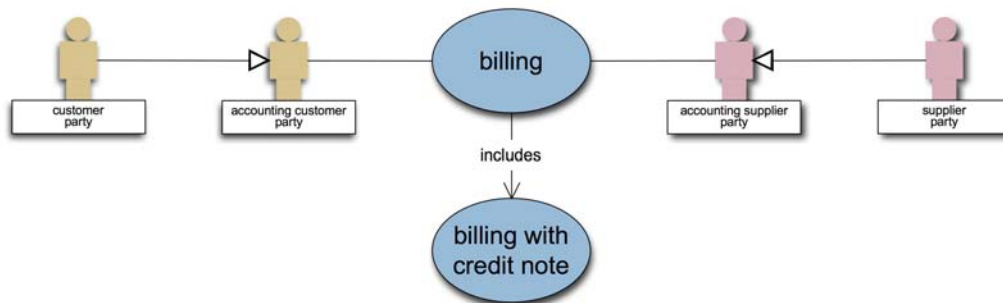 billing
customer
party
accounting customer
party
accounting supplier
party
supplier
party
includes
billing with
credit note